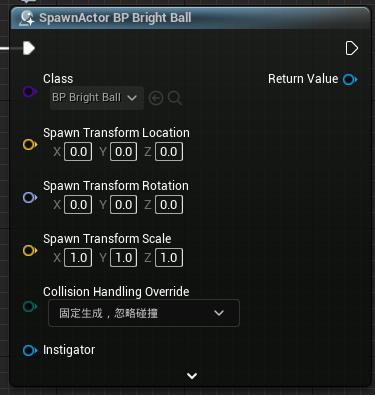 SpawnActor BP Bright Ball
Class
Return Value
BP Bright Ball
Spawn Transform Location
X 0.0 Y 0.0 Z 0.0
Spawn Transform Rotation
X 0.0 Y 0.0 Z 0.0
Spawn Transform Scale
X 1.0 Y 1.0 Z 1.0
Collision Handling Override
固定生成，忽略碰撞
Instigator